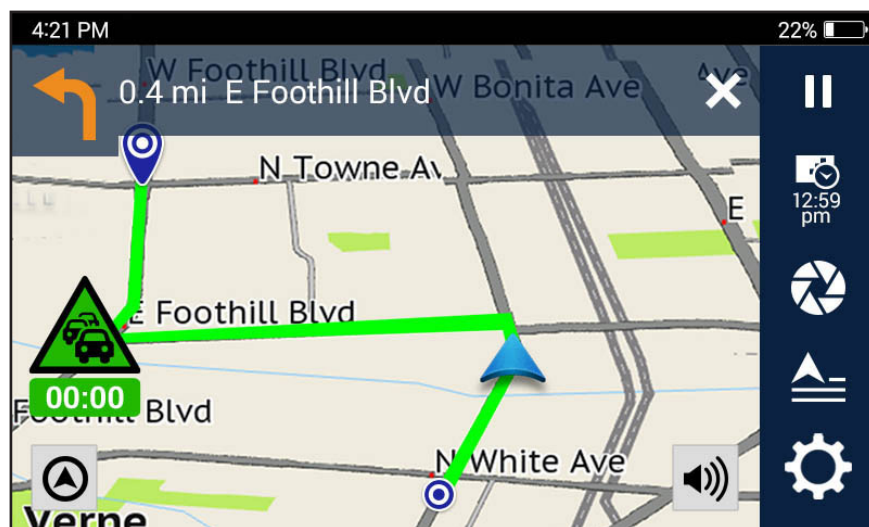 4:21 PM
22%
W Foothill Blvd
0.4 mi E Foothill Blvd
W Bonita Ave
Ave
N Towne Av
12:59
pm
E
E Foothill Blvd
00:00
Foothill Blvd
N White Ave
Verne